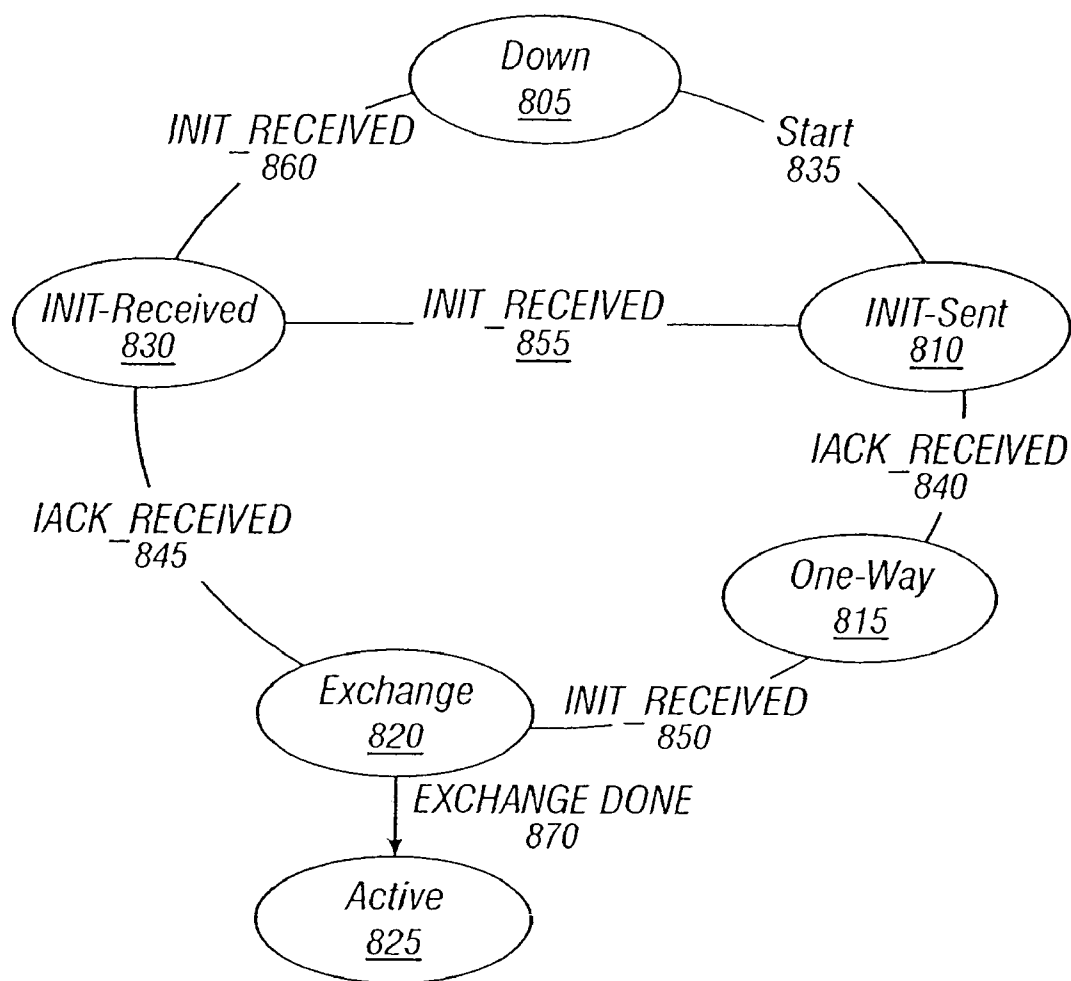 Down
805
INIT_RECEIVED
860
Start
835
INIT-Received
830
INIT_RECEIVED
855
INIT-Sent
810
IACK_RECEIVED
840
IACK_RECEIVED
845
One-Way
815
Exchange
820
INIT_RECEIVED
850
EXCHANGE DONE
870
Active
825